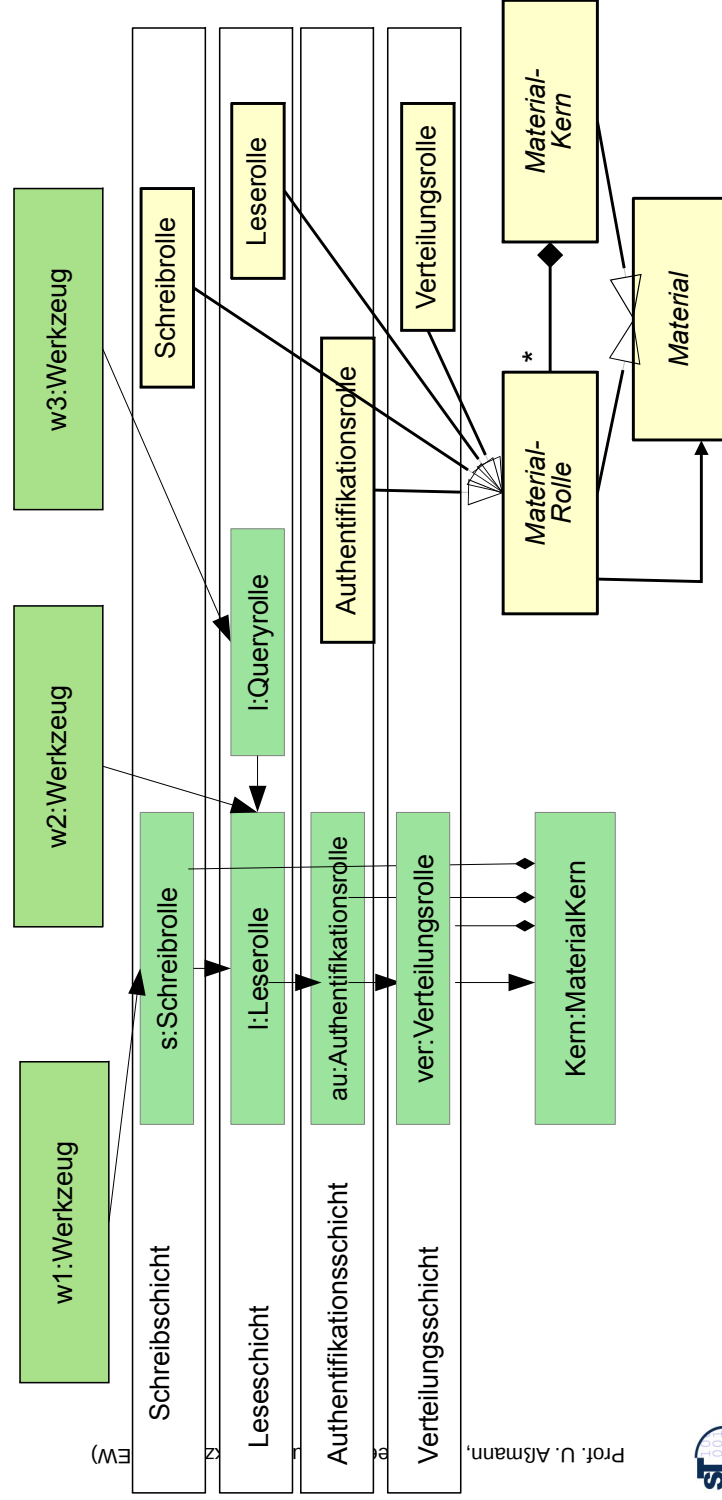 w1:Werkzeug
w2:Werkzeug
w3:Werkzeug
Schreibschicht
s:Schreibrolle
Schreibrolle
Leseschicht
l:Leserolle
l:Queryrolle
Leserolle
Authentifikationsschicht
au:Authentifikationsrolle
Authentifikationsrolle
Verteilungsschicht
ver:Verteilungsrolle
Verteilungsrolle
Kern:MaterialKern
Material-
Rolle
*
Material-
Kern
Material
Prof. U. Aßmann,
EW)